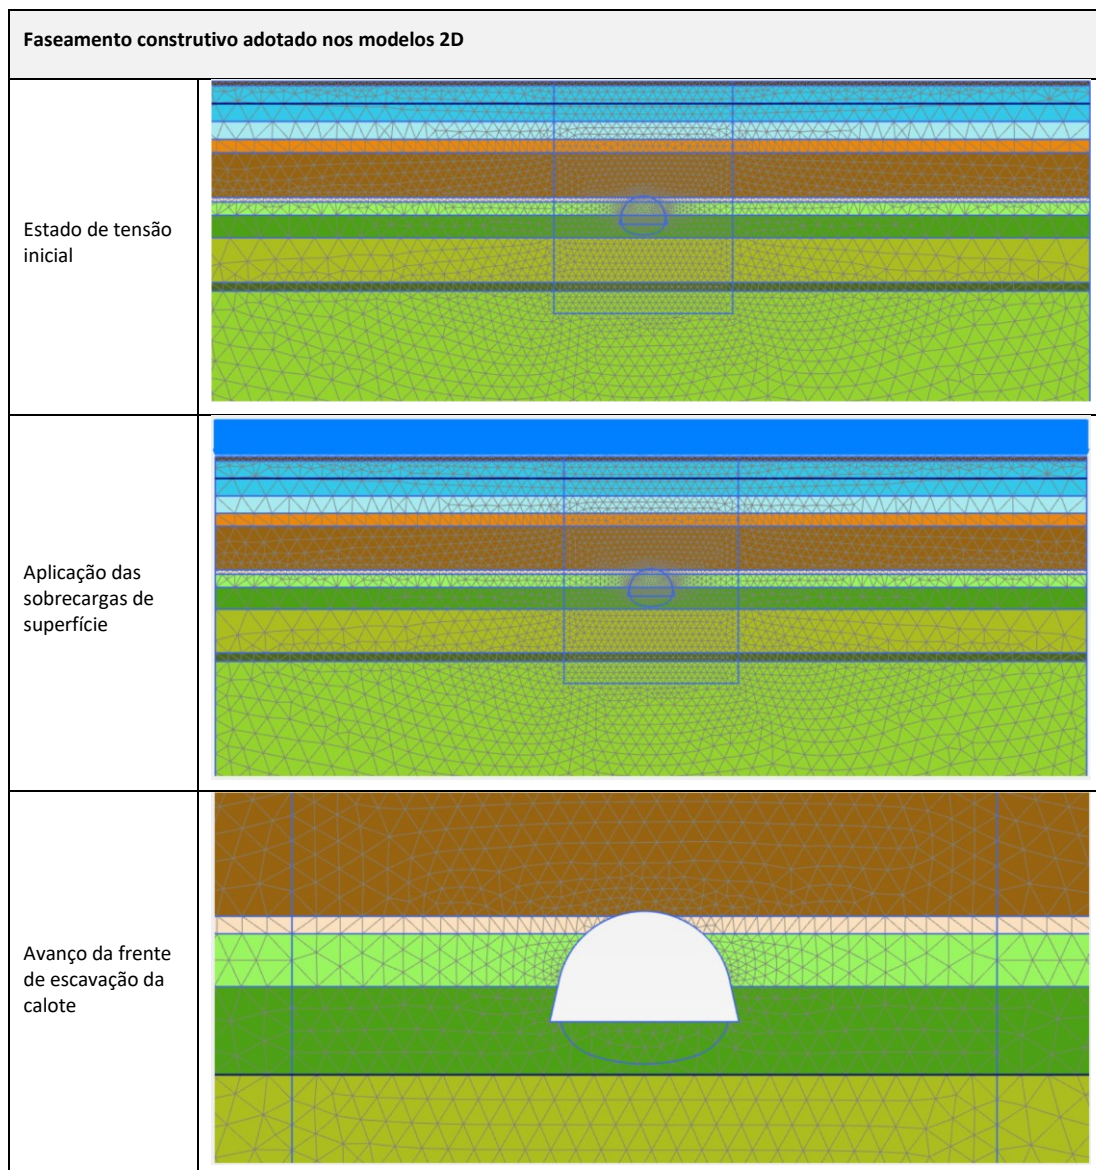 Faseamento construtivo adotado nos modelos 2D
Estado de tensão
inicial
Aplicação das
sobrecargas de
superfície
Avanço da frente
de escavação da
calote